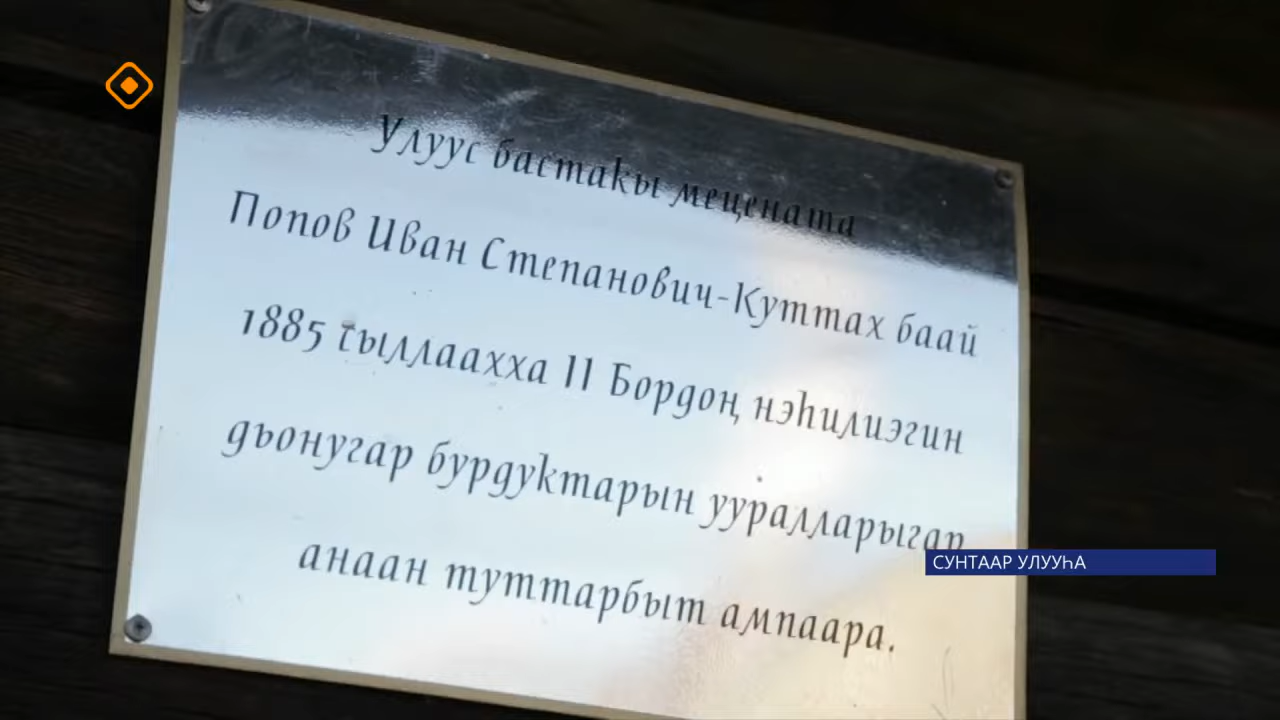 Улуус бастакы мецената
Попов Иван Степанович-Куттах баай
1885 сыллаахха II Бордоҥ нэһилиэгин
дьонугар бурдуктарын ууралларыгар
анаан туттарбыт ампаара.
СУНТААР УЛУУҺА